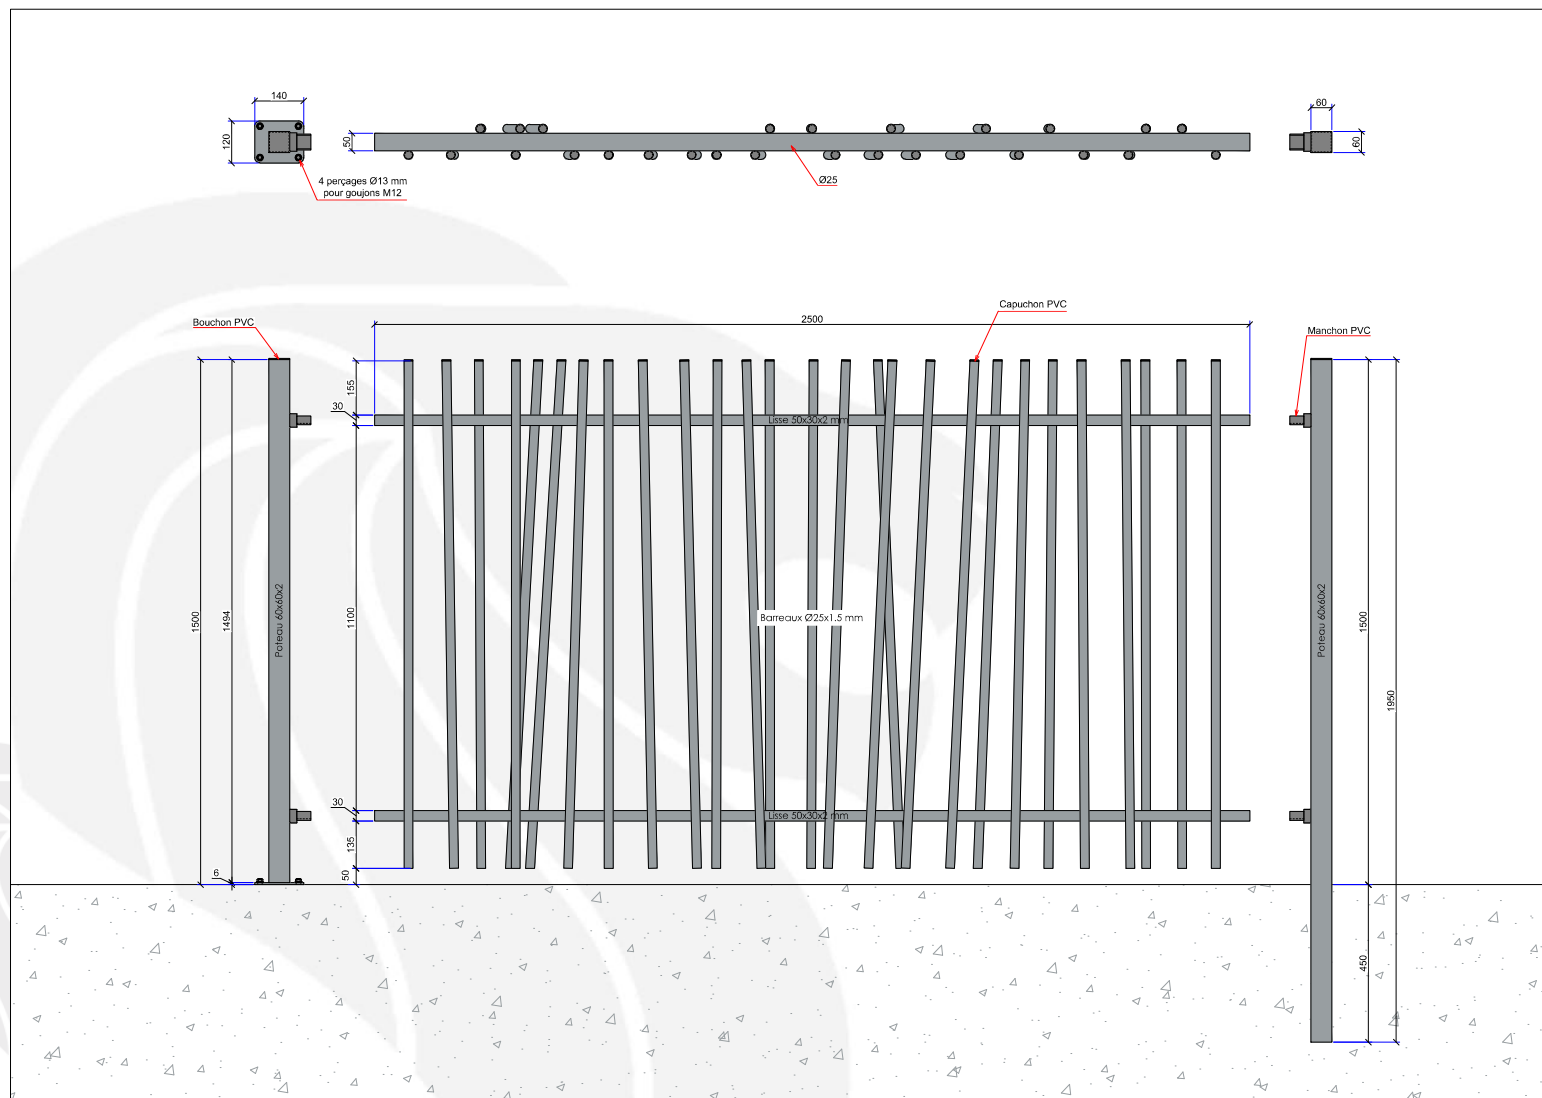 140
120
4 perçages Ø13 mm
pour goujons M12
50
Ø25
60
60
Bouchon PVC
2500
Capuchon PVC
Manchon PVC
155
30
Lisse 50x30x2 mm
1500
1494
Poteau 60x60x2
1100
Barreaux Ø25x1.5 mm
Poteau 60x60x2
1500
1950
30
Lisse 50x30x2 mm
135
6
50
450